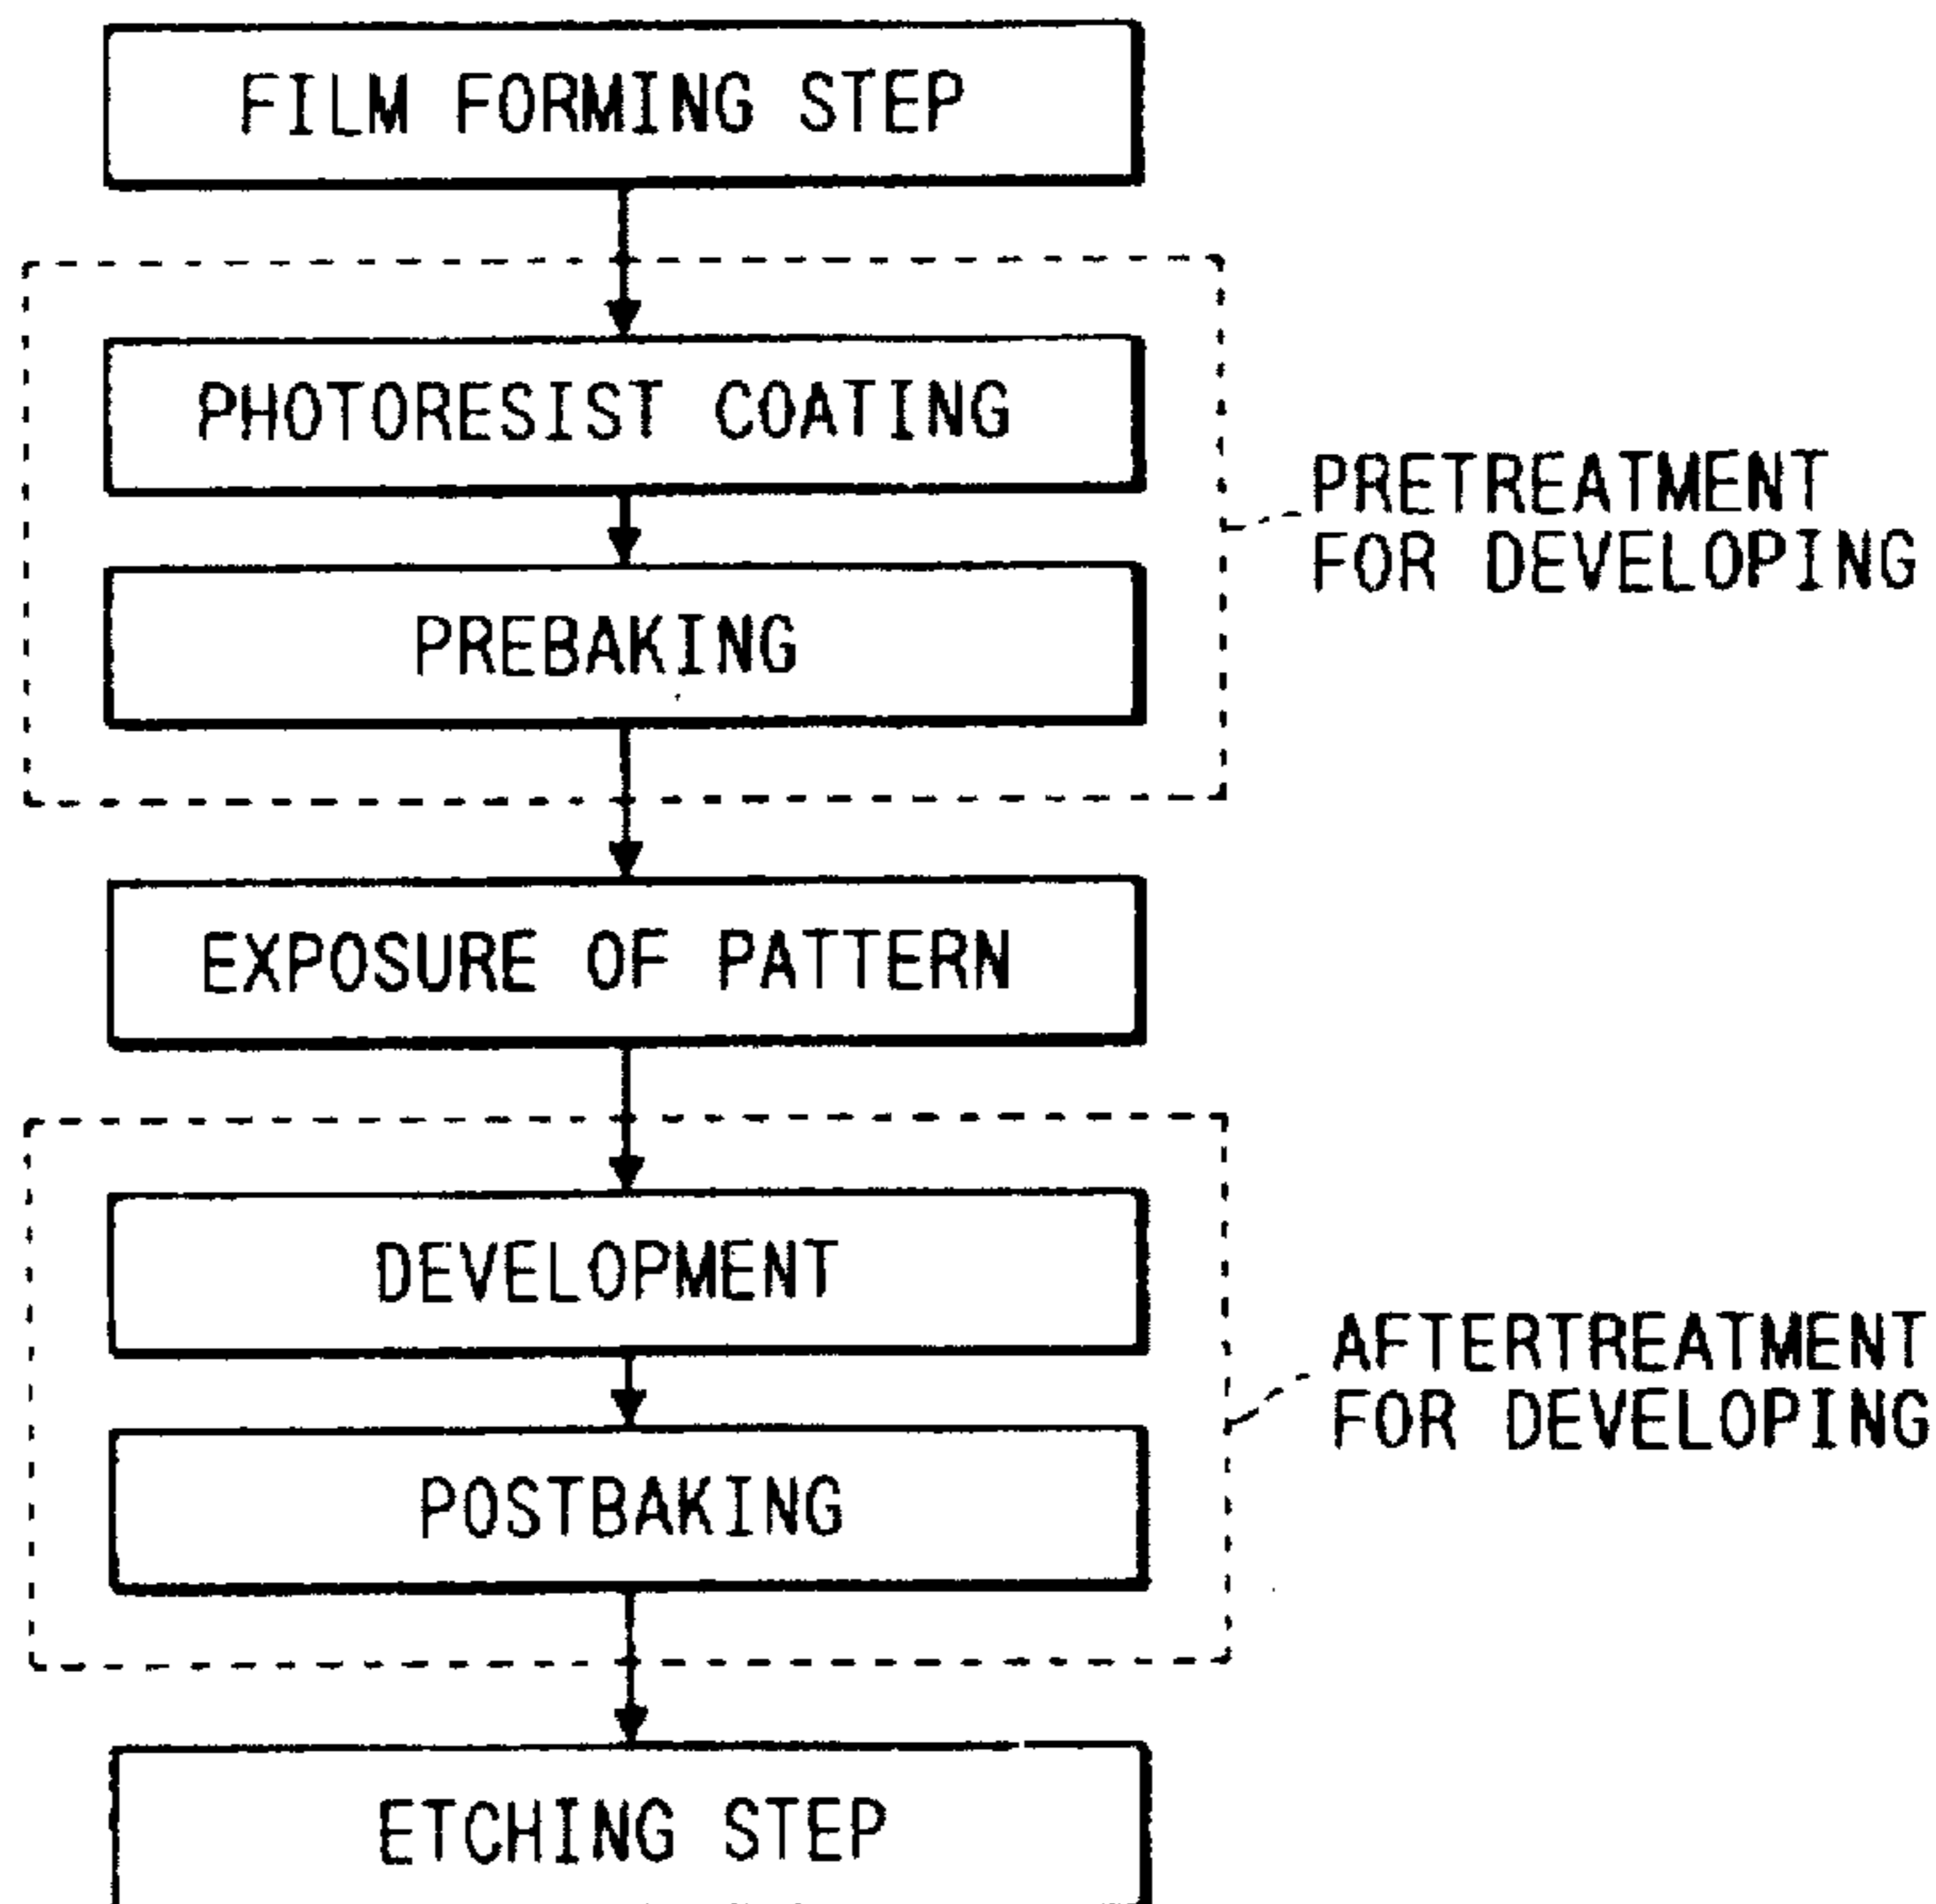 FILM FORMING STEP
PHOTORESIST COATING
PRETREATMENT
FOR DEVELOPING
PREBAKING
EXPOSURE OF PATTERN
DEVELOPMENT
AFTERTREATMENT
FOR DEVELOPING
POSTBAKING
ETCHING STEP